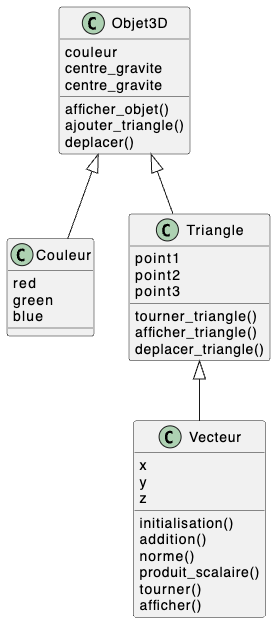 C Objet3D
couleur
centre_gravite
centre_gravite
afficher_objet()
ajouter_triangle()
deplacer()
C Couleur
red
green
blue
C Triangle
point1
point2
point3
tourner_triangle()
afficher_triangle()
deplacer_triangle()
C Vecteur
x
y
z
initialisation()
addition()
norme()
produit_scalaire()
tourner()
afficher()